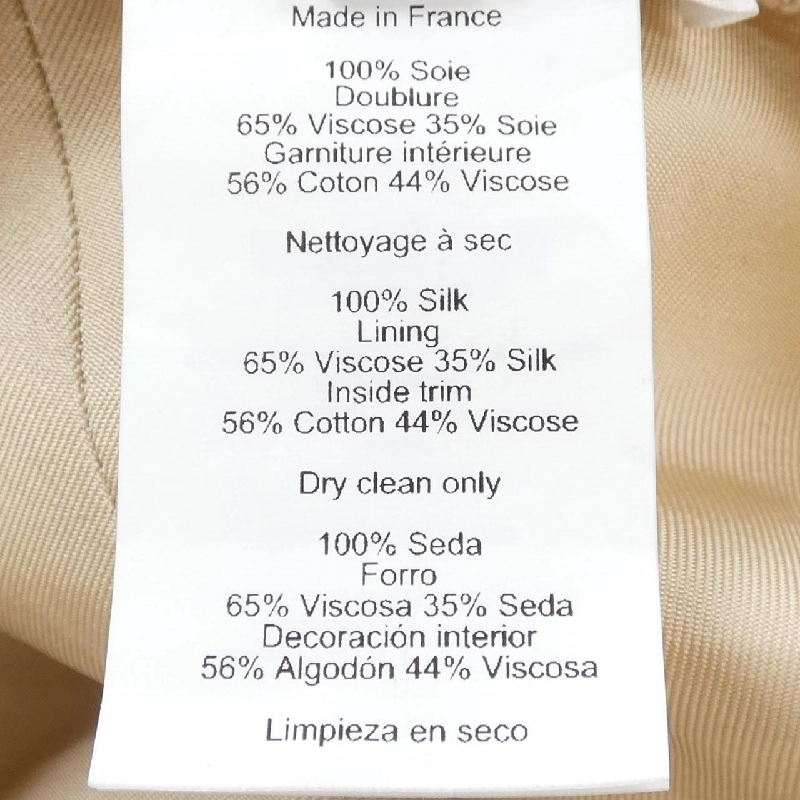 Made in France
100% Soie
Doublure
65% Viscose 35% Soie
Garniture intérieure
56% Coton 44% Viscose
Nettoyage à sec
100% Silk
Lining
65% Viscose 35% Silk
Inside trim
56% Cotton 44% Viscose
Dry clean only
100% Seda
Forro
65% Viscosa 35% Seda
Decoración interior
56% Algodón 44% Viscosa
Limpieza en seco